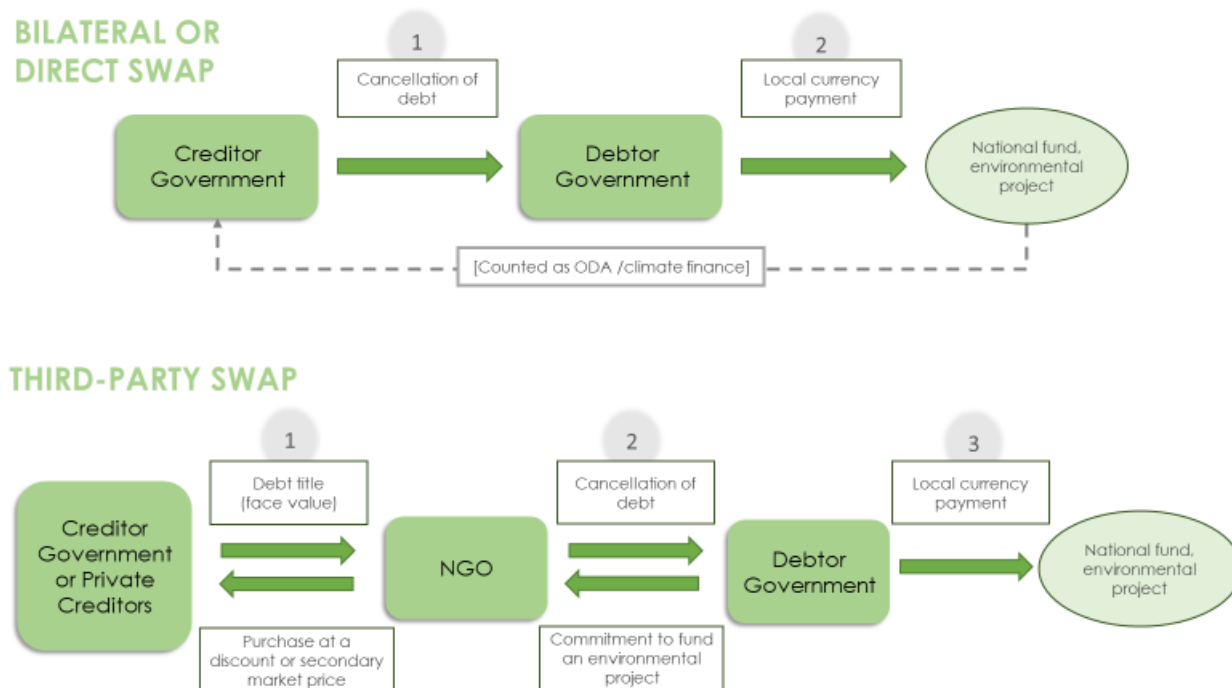 BILATERAL OR
DIRECT SWAP
1
Cancellation of
debt
2
Local currency
payment
Creditor
Government
Debtor
Government
National fund,
environmental
project
[Counted as ODA /climate finance]
THIRD-PARTY SWAP
1
Debt title
(face value)
2
Cancellation of
debt
3
Local currency
payment
Creditor
Government
or Private
Creditors
NGO
Debtor
Government
National fund,
environmental
project
Purchase at a
discount or secondary
market price
Commitment to fund
an environmental
project